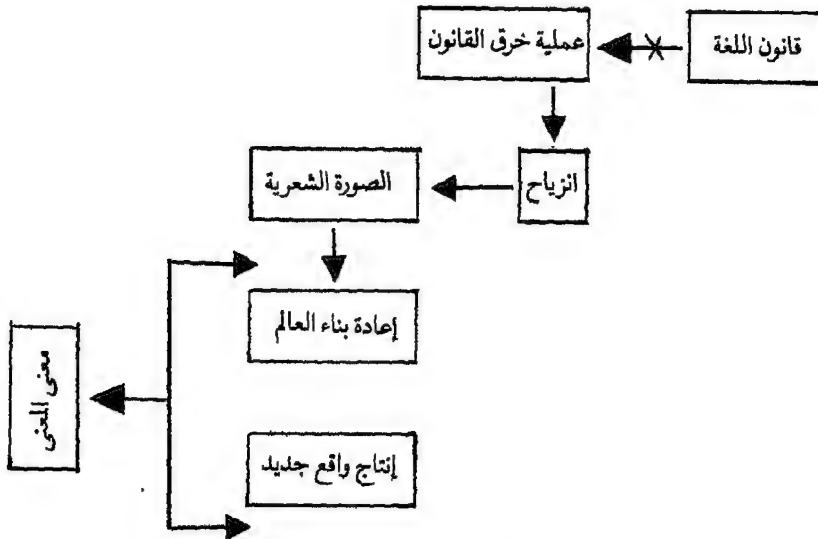 قانون اللغة
عملية خرق القانون
انزياح
الصورة الشعرية
إعادة بناء العالم
إنتاج واقع جديد
معنى المعنى